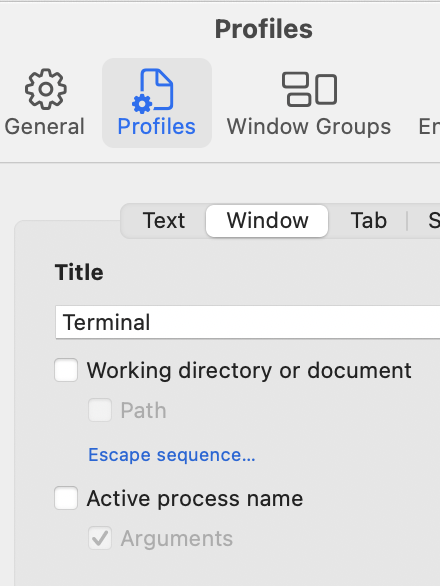 Profiles
General Profiles Window Groups En
Text Window Tab S
Title
Terminal
Working directory or document
Path
Escape sequence...
Active process name
Arguments